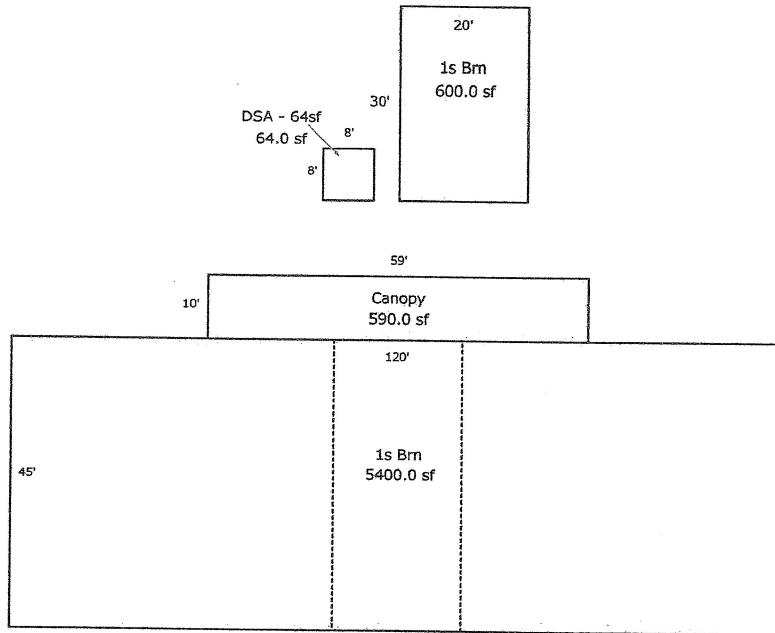 20'
1s Brn
600.0 sf
30'
DSA - 64sf
64.0 sf
8'
8'
59'
10'
Canopy
590.0 sf
120'
45'
1s Brn
5400.0 sf